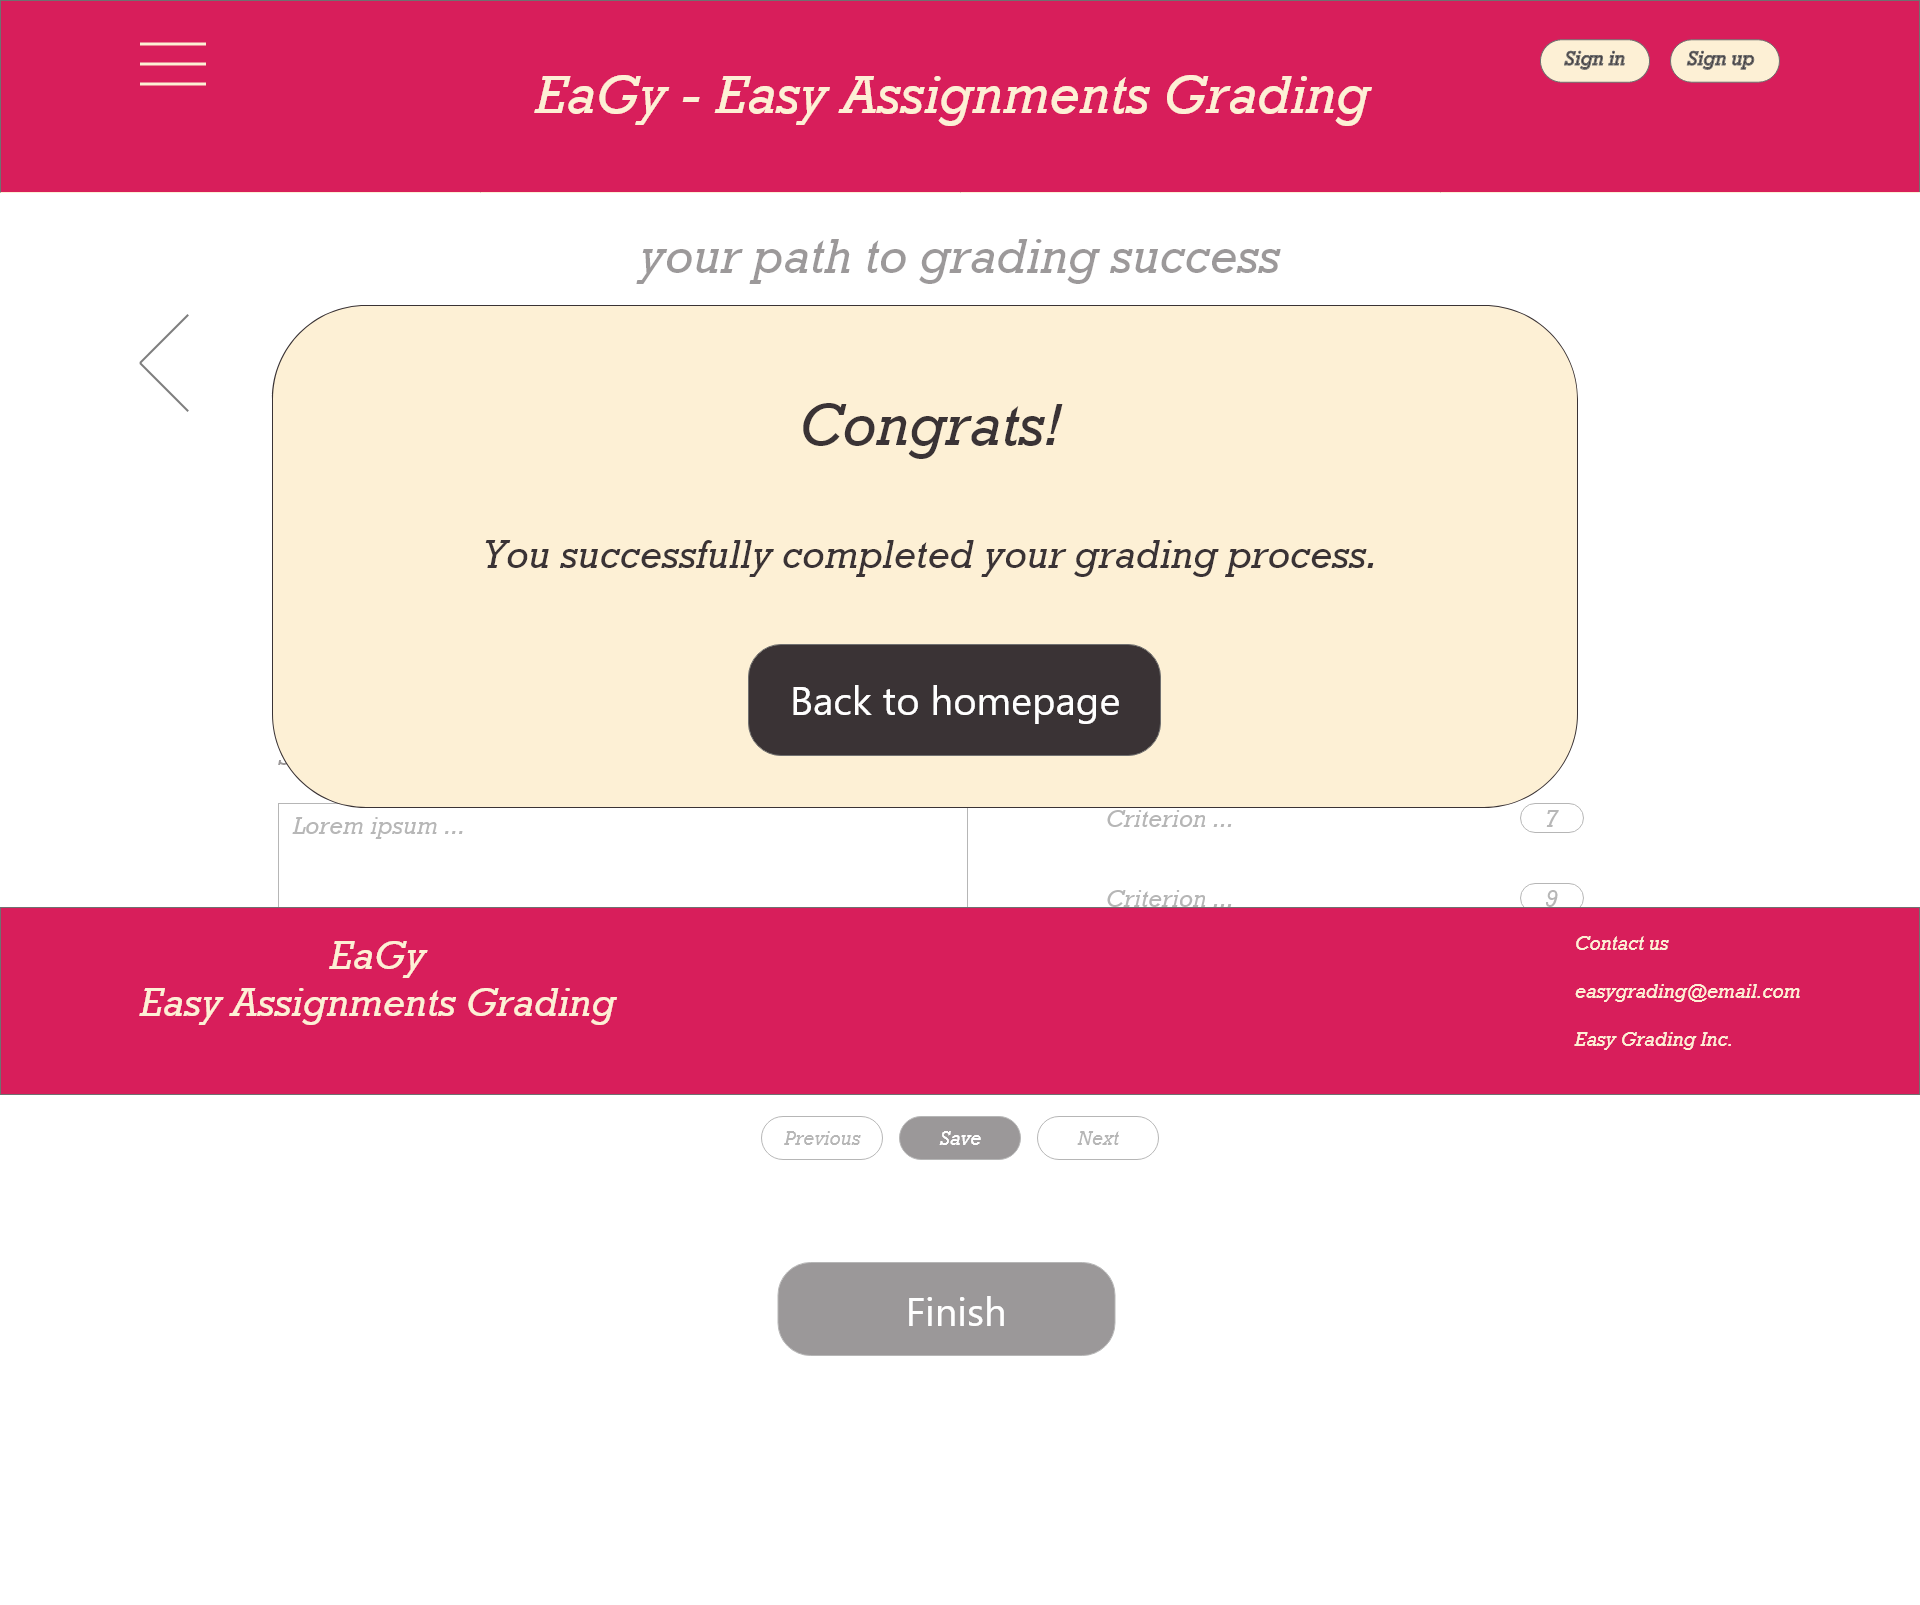 Sign in
Sign up
EaGy - Easy Assignments Grading
your path to grading success
Congrats!
You successfully completed your grading process.
Back to homepage
Lorem ipsum ...
Criterion ...
7
Criterion ...
9
EaGy
Easy Assignments Grading
Contact us
easygrading@email.com
Easy Grading Inc.
Previous
Save
Next
Finish